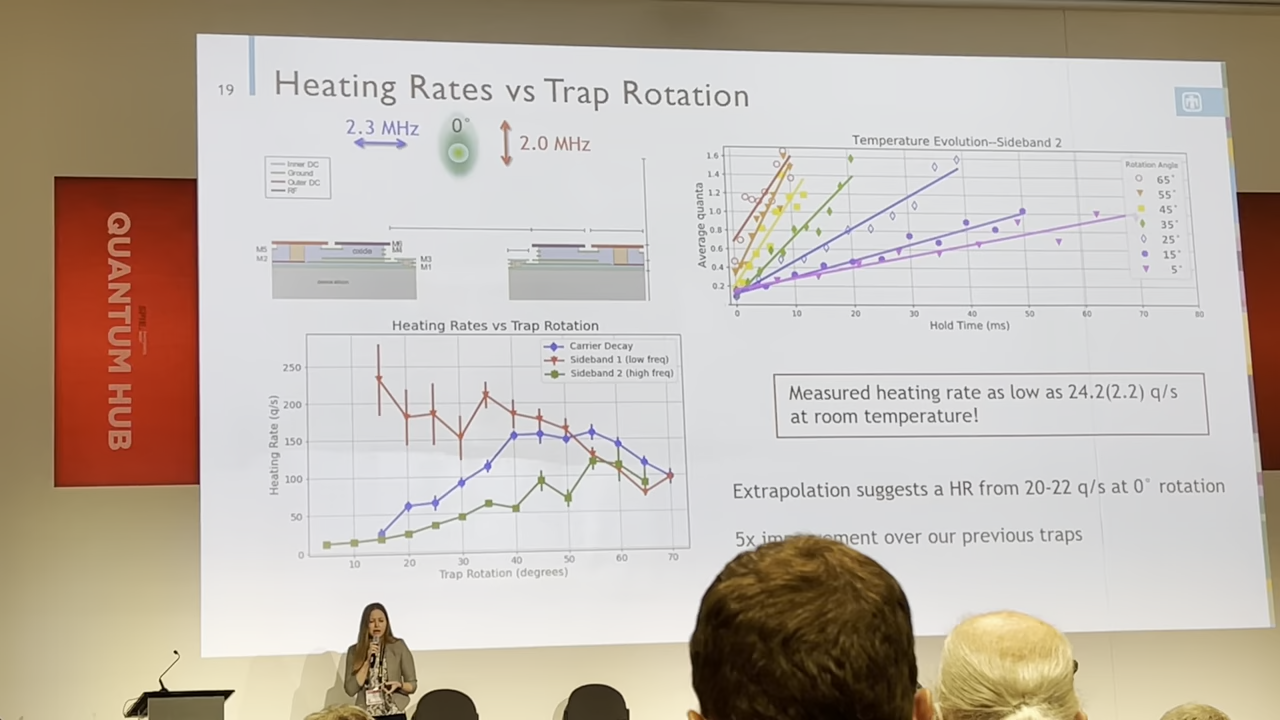 19
Heating Rates vs Trap Rotation
2.3 MHz
0°
2.0 MHz
Inner DC
Ground
Outer DC
RF
M5
M2
M6
M4
M3
M1
oxide
Heating Rates vs Trap Rotation
Carrier Decay
Sideband 1 (low freq)
Sideband 2 (high freq)
Heating Rate (q/s)
250
200
150
100
50
0
10 20 30 40 50 60 70
Trap Rotation (degrees)
Temperature Evolution--Sideband 2
Average quanta
1.6
1.4
1.2
1.0
0.8
0.6
0.4
0.2
0 10 20 30 40 50 60 70 80
Hold Time (ms)
Rotation Angle
65°
55°
45°
35°
25°
15°
5°
Measured heating rate as low as 24.2(2.2) q/s
at room temperature!
Extrapolation suggests a HR from 20-22 q/s at 0° rotation
5x improvement over our previous traps
QUANTUM HUB
SPIE